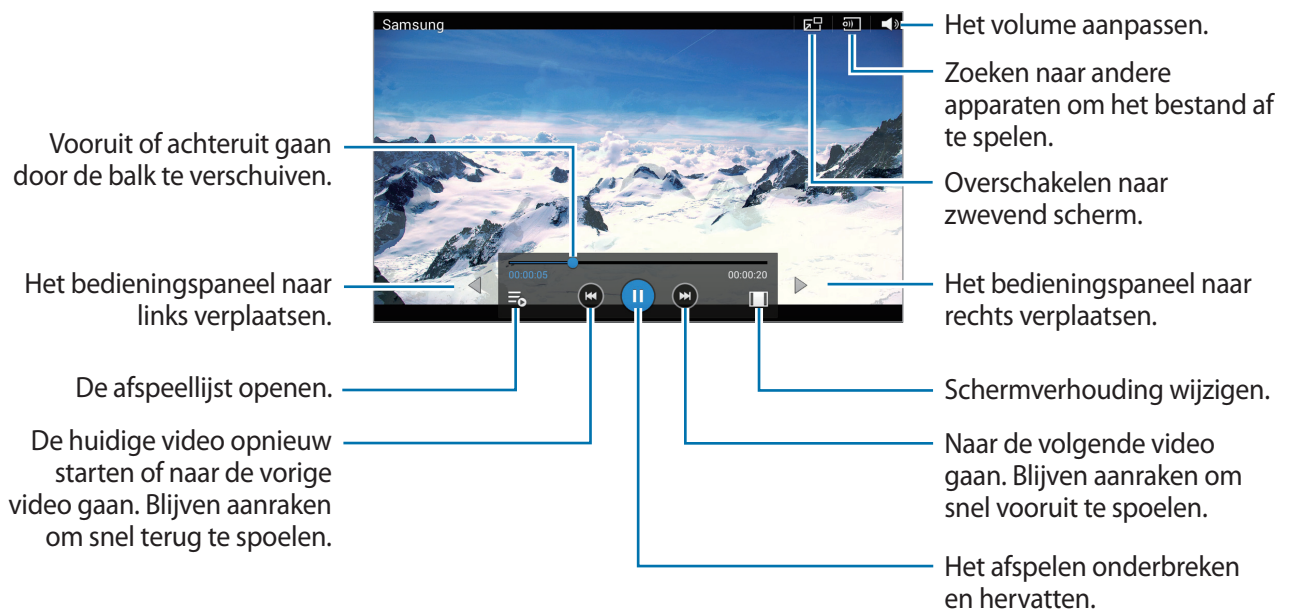 Samsung
Het volume aanpassen.
Zoeken naar andere
apparaten om het bestand af
te spelen.
Vooruit of achteruit gaan
door de balk te verschuiven.
Overschakelen naar
zwevend scherm.
00:00:05
00:00:20
Het bedieningspaneel naar
links verplaatsen.
Het bedieningspaneel naar
rechts verplaatsen.
De afspeellijst openen.
Schermverhouding wijzigen.
De huidige video opnieuw
starten of naar de vorige
video gaan. Blijven aanraken
om snel terug te spoelen.
Naar de volgende video
gaan. Blijven aanraken om
snel vooruit te spoelen.
Het afspelen onderbreken
en hervatten.